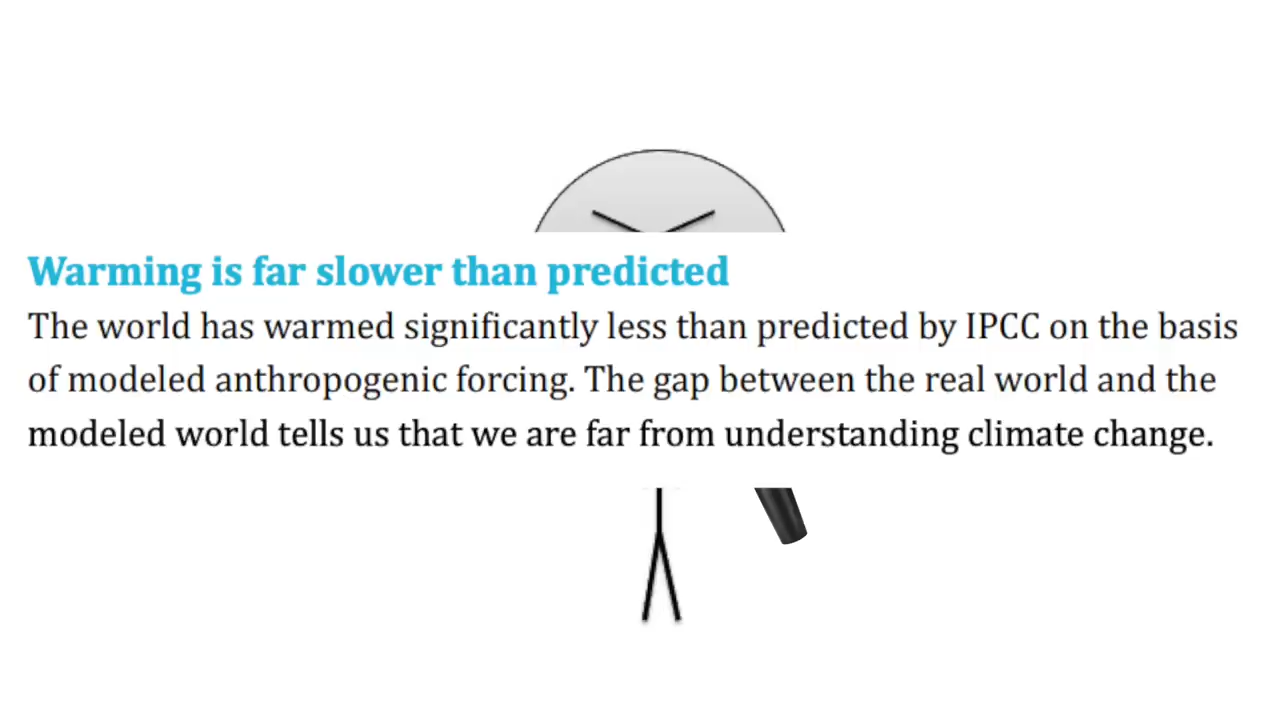 Warming is far slower than predicted
The world has warmed significantly less than predicted by IPCC on the basis
of modeled anthropogenic forcing. The gap between the real world and the
modeled world tells us that we are far from understanding climate change.